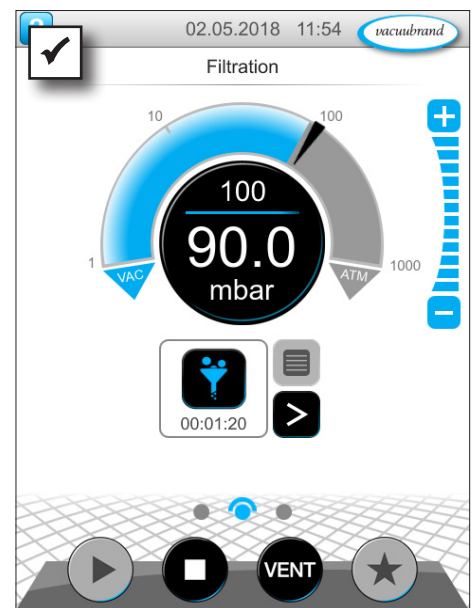 02.05.2018 11:54 vacuubrand
Filtration
10 100
100
90.0
mbar
1 VAC ATM 1000
00:01:20
VENT